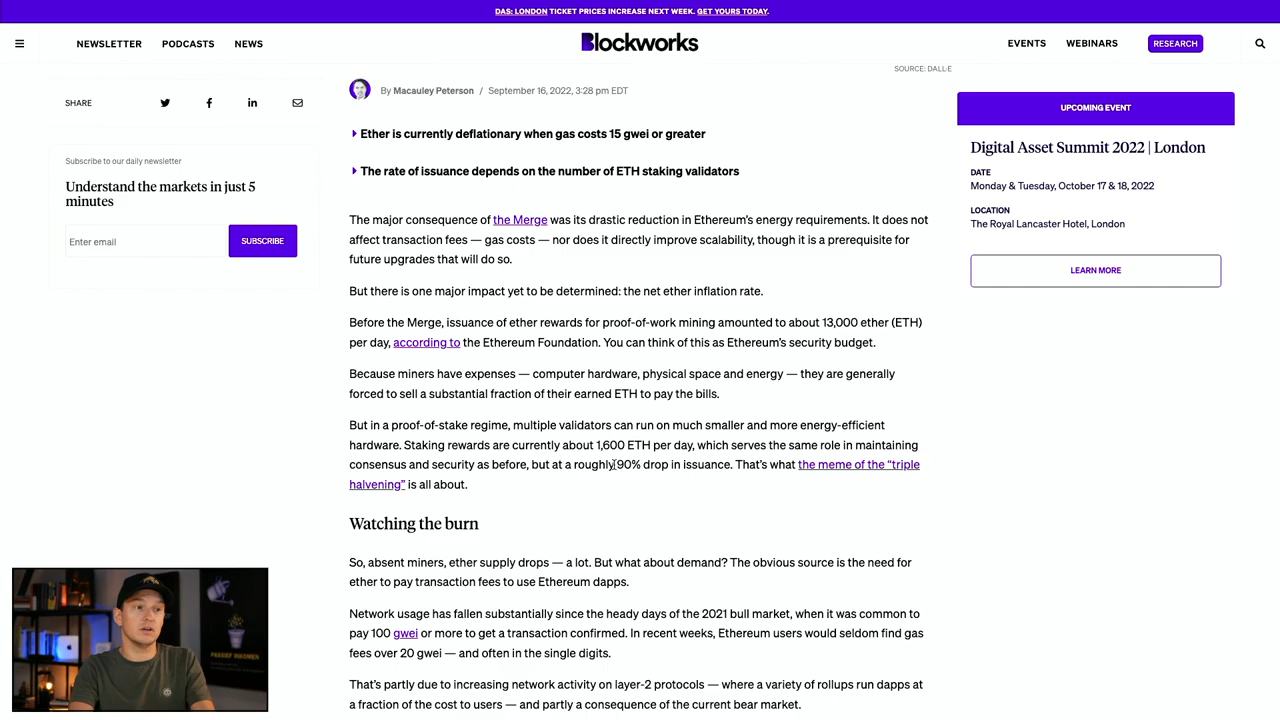 DAS: LONDON TICKET PRICES INCREASE NEXT WEEK. GET YOURS TODAY.
NEWSLETTER PODCASTS NEWS
Blockworks
EVENTS WEBINARS RESEARCH
SOURCE: DALL·E
SHARE
By Macauley Peterson / September 16, 2022, 3:28 pm EDT
Ether is currently deflationary when gas costs 15 gwei or greater
The rate of issuance depends on the number of ETH staking validators
Subscribe to our daily newsletter
Understand the markets in just 5
minutes
Enter email
SUBSCRIBE
The major consequence of the Merge was its drastic reduction in Ethereum's energy requirements. It does not
affect transaction fees — gas costs — nor does it directly improve scalability, though it is a prerequisite for
future upgrades that will do so.
But there is one major impact yet to be determined: the net ether inflation rate.
Before the Merge, issuance of ether rewards for proof-of-work mining amounted to about 13,000 ether (ETH)
per day, according to the Ethereum Foundation. You can think of this as Ethereum's security budget.
Because miners have expenses — computer hardware, physical space and energy — they are generally
forced to sell a substantial fraction of their earned ETH to pay the bills.
But in a proof-of-stake regime, multiple validators can run on much smaller and more energy-efficient
hardware. Staking rewards are currently about 1,600 ETH per day, which serves the same role in maintaining
consensus and security as before, but at a roughly 90% drop in issuance. That's what the meme of the "triple
halvening" is all about.
Watching the burn
So, absent miners, ether supply drops — a lot. But what about demand? The obvious source is the need for
ether to pay transaction fees to use Ethereum dapps.
Network usage has fallen substantially since the heady days of the 2021 bull market, when it was common to
pay 100 gwei or more to get a transaction confirmed. In recent weeks, Ethereum users would seldom find gas
fees over 20 gwei — and often in the single digits.
That's partly due to increasing network activity on layer-2 protocols — where a variety of rollups run dapps at
a fraction of the cost to users — and partly a consequence of the current bear market.
UPCOMING EVENT
Digital Asset Summit 2022 | London
DATE
Monday & Tuesday, October 17 & 18, 2022
LOCATION
The Royal Lancaster Hotel, London
LEARN MORE